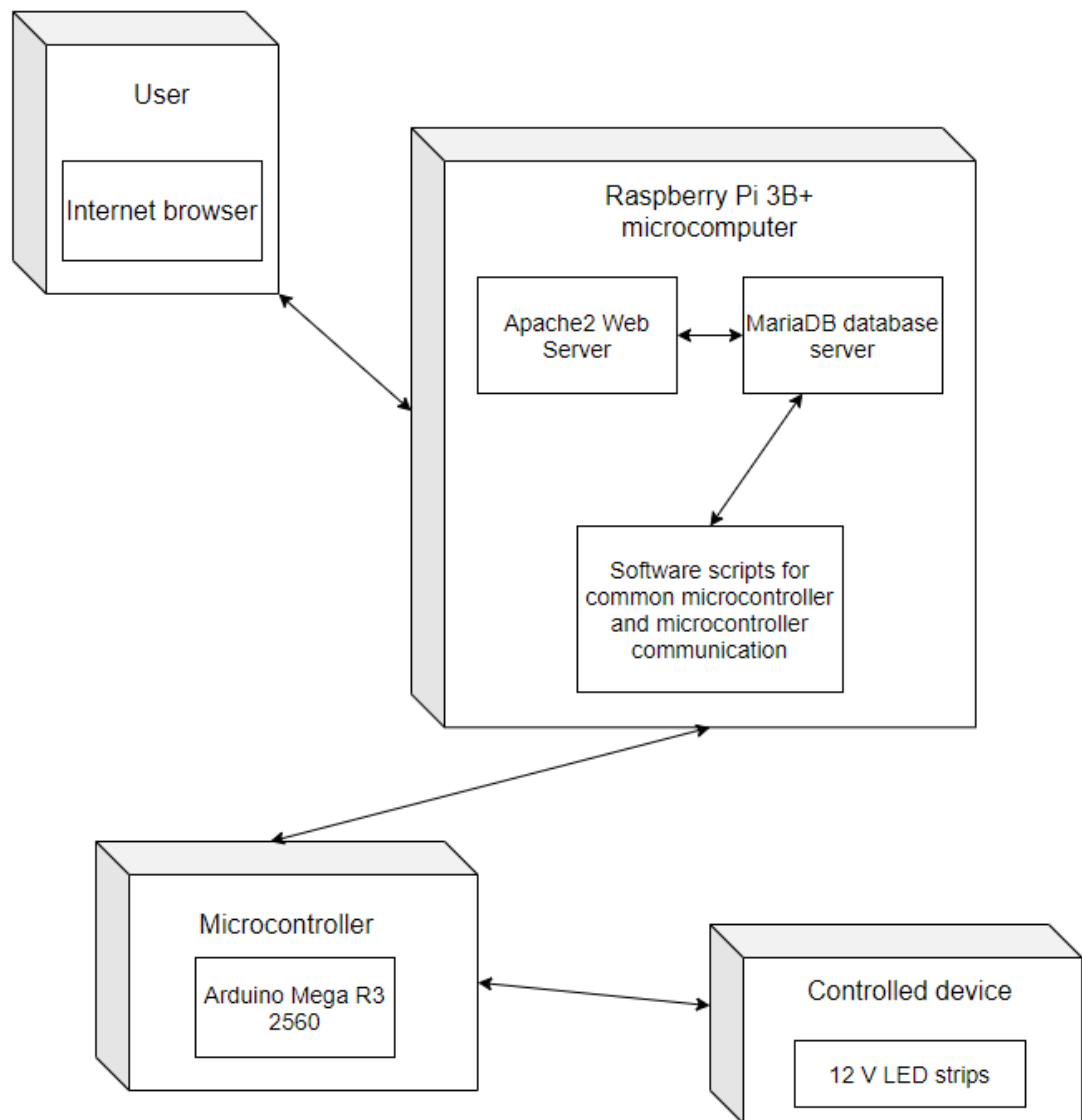 User
Internet browser
Raspberry Pi 3B+
microcomputer
Apache2 Web
Server
MariaDB database
server
Software scripts for
common microcontroller
and microcontroller
communication
Microcontroller
Arduino Mega R3
2560
Controlled device
12 V LED strips